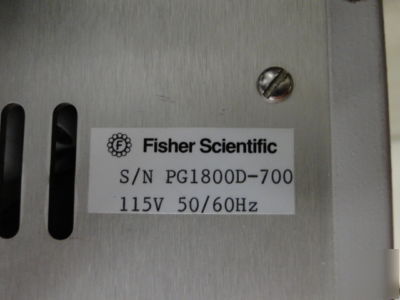 Fisher Scientific
S/N PG1800D-700
115V 50/60Hz